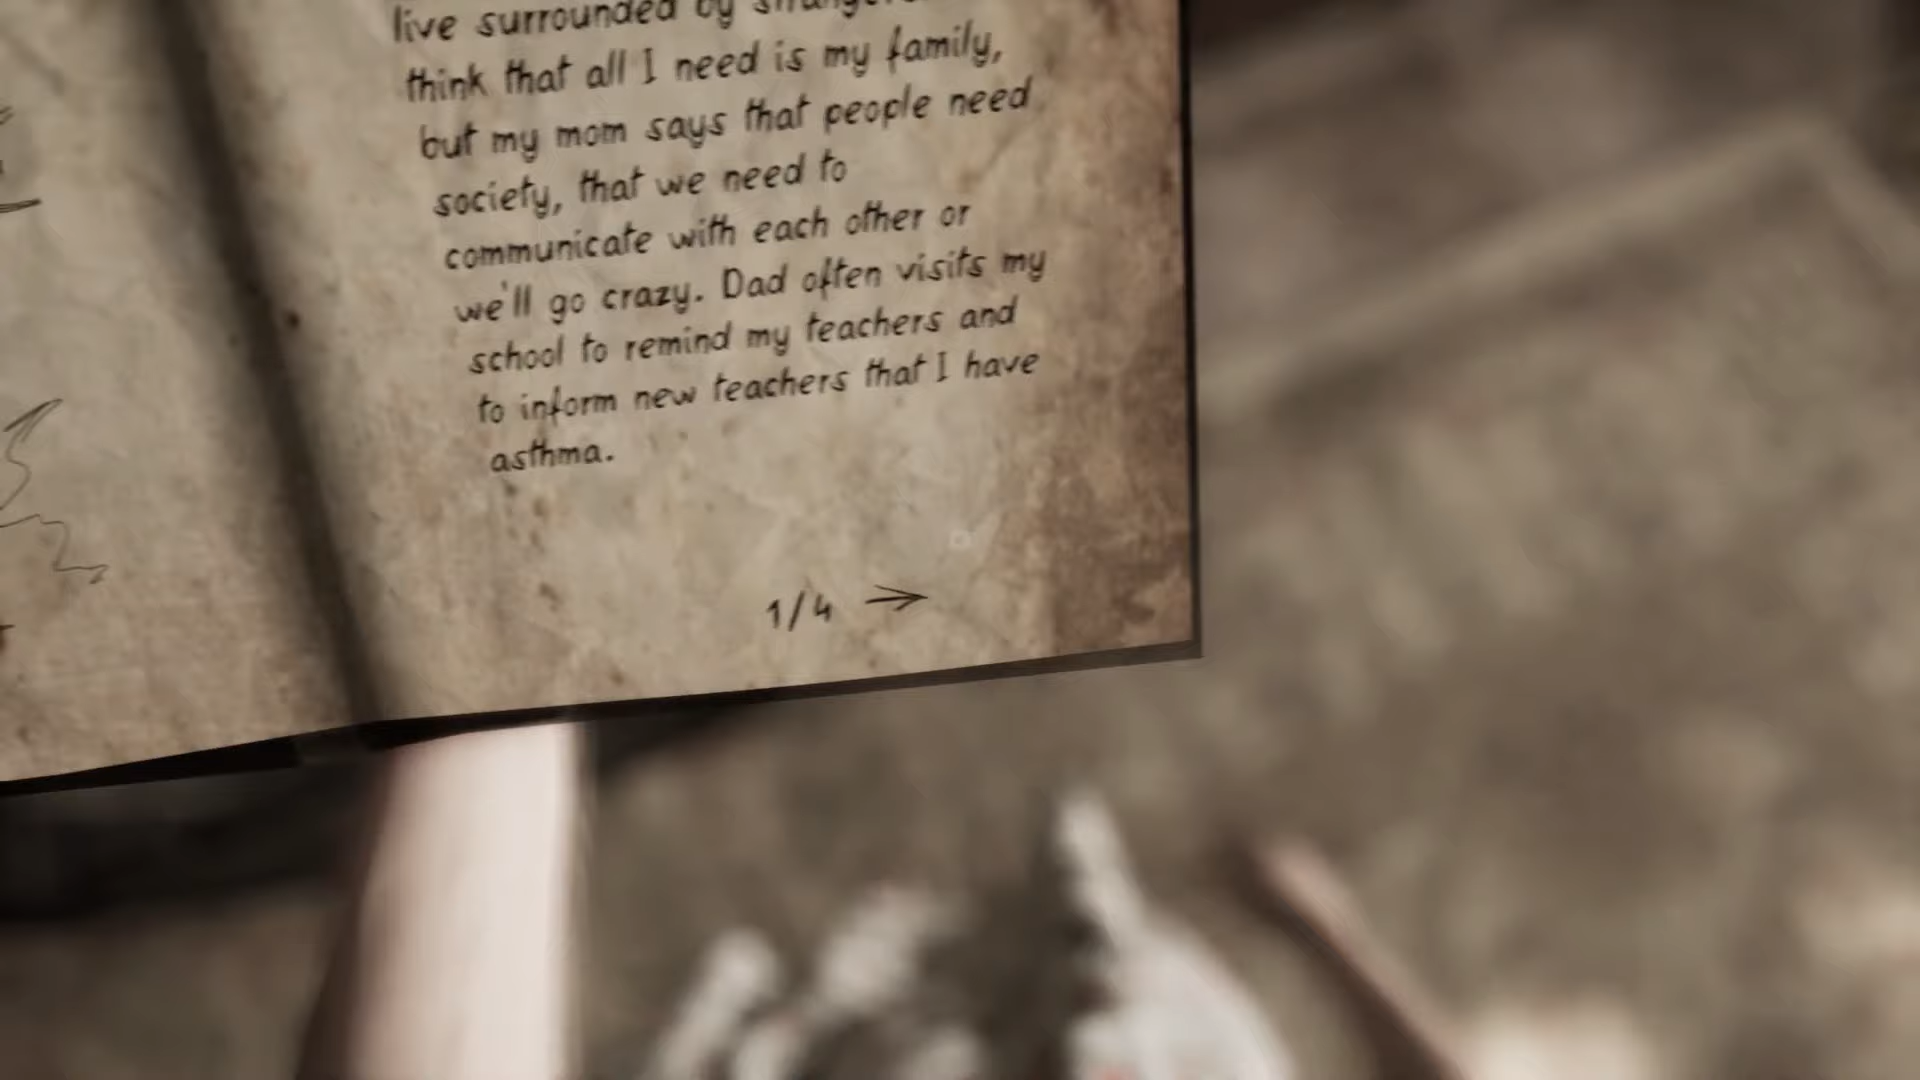 live surrounded by
think that all I need is my family,
but my mom says that people need
society, that we need to
communicate with each other or
we'll go crazy. Dad often visits my
school to remind my teachers and
to inform new teachers that I have
asthma.
1/4 →